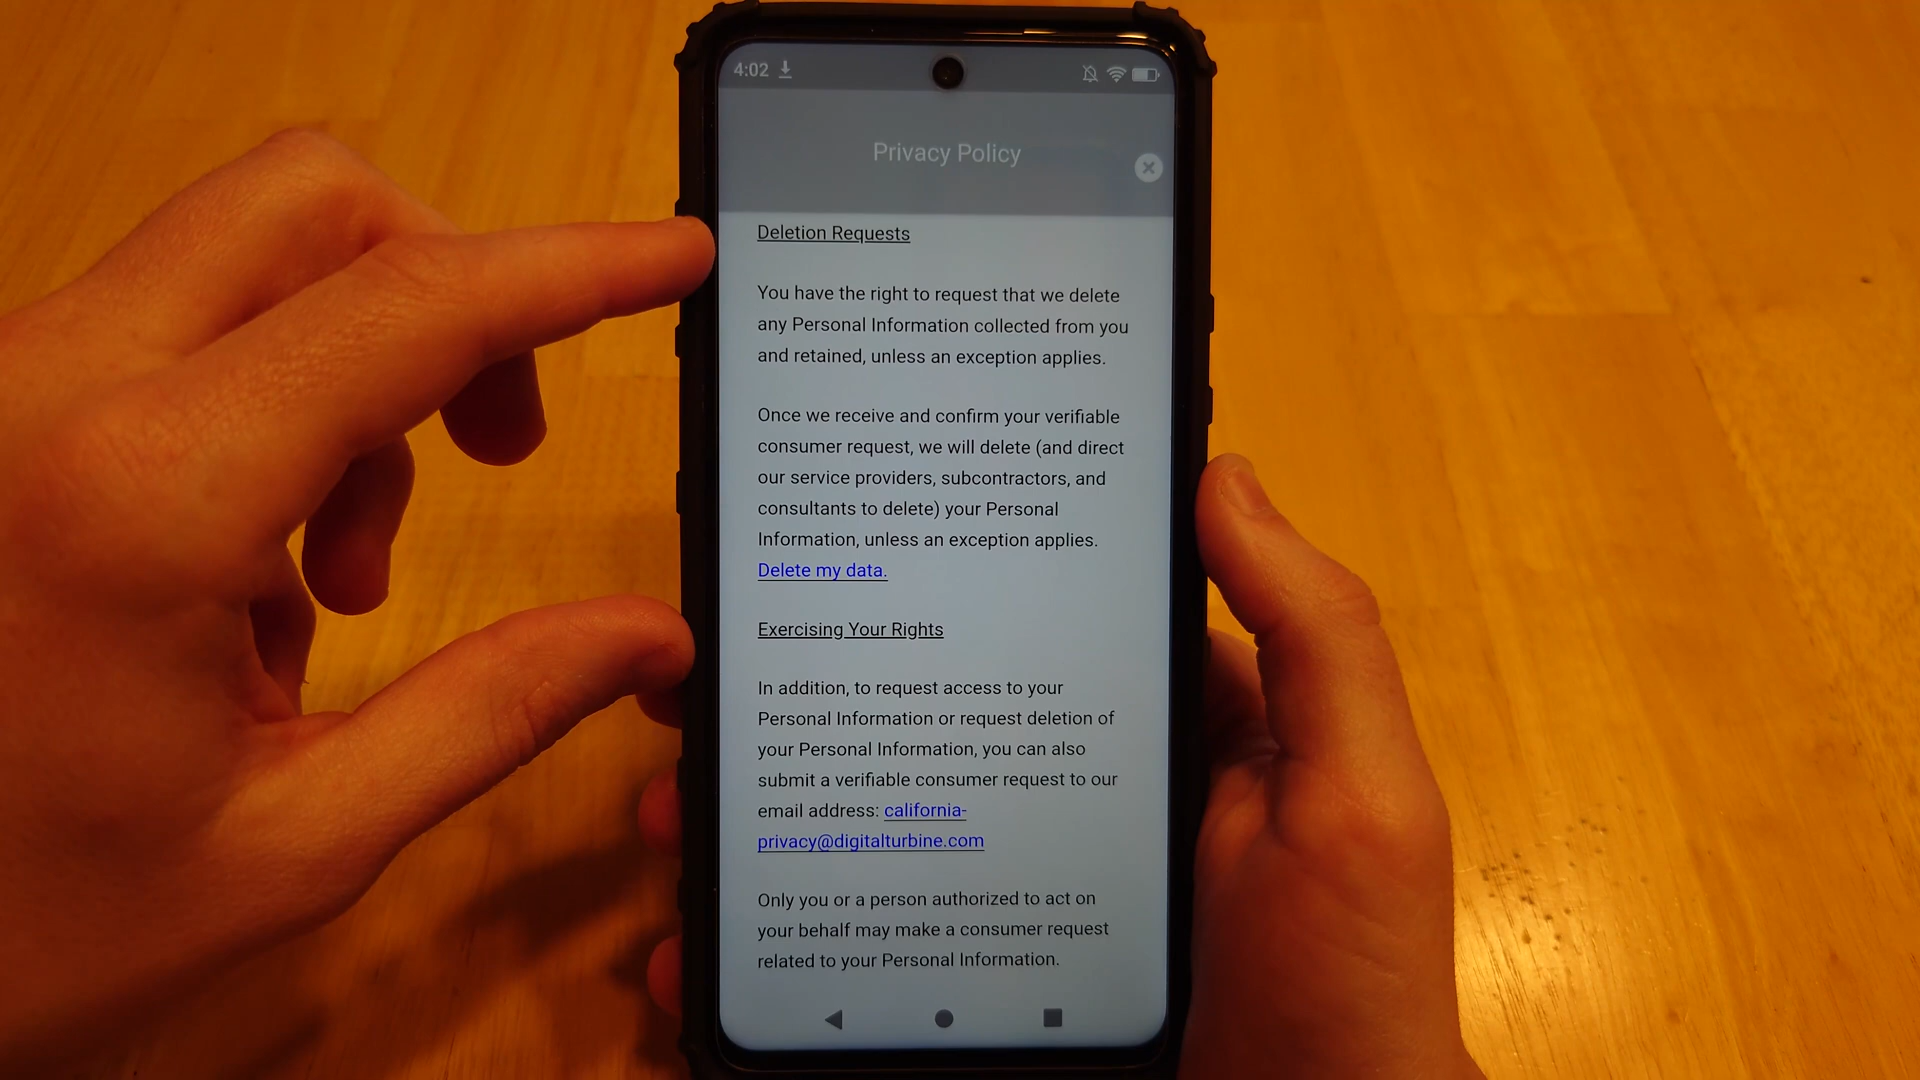 4:02
Privacy Policy
Deletion Requests
You have the right to request that we delete
any Personal Information collected from you
and retained, unless an exception applies.
Once we receive and confirm your verifiable
consumer request, we will delete (and direct
our service providers, subcontractors, and
consultants to delete) your Personal
Information, unless an exception applies.
Delete my data.
Exercising Your Rights
In addition, to request access to your
Personal Information or request deletion of
your Personal Information, you can also
submit a verifiable consumer request to our
email address: california-
privacy@digitalturbine.com
Only you or a person authorized to act on
your behalf may make a consumer request
related to your Personal Information.